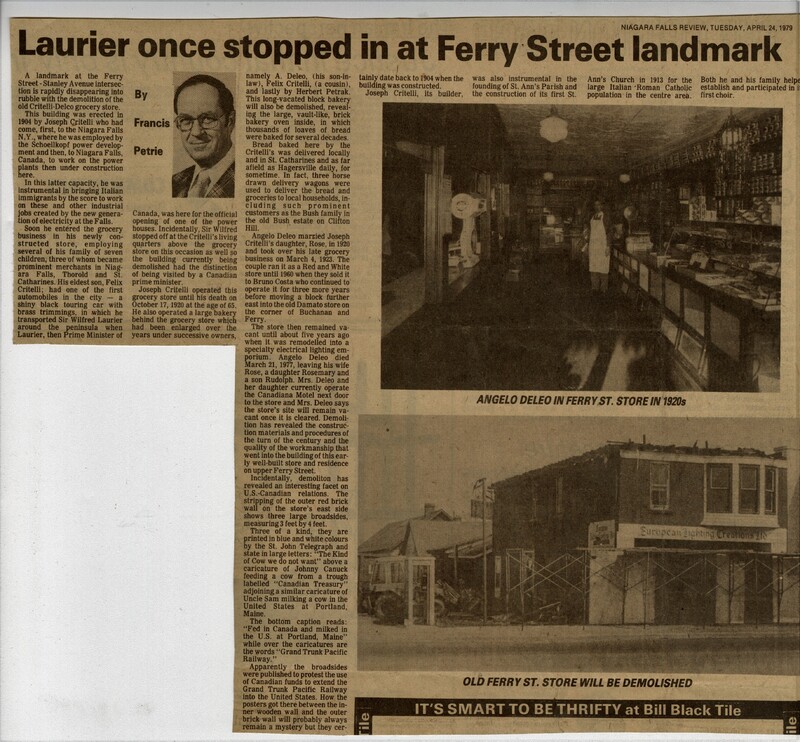 NIAGARA FALLS REVIEW, TUESDAY, APRIL 24, 1979
Laurier once stopped in at Ferry Street landmark
By
Francis
Petrie
A landmark at the Ferry
Street-Stanley Avenue intersec-
tion is rapidly disappearing into
rubble with the demolition of the
old Critelli-Deleo grocery store.
This building was erected in
1904 by Joseph Critelli who had
come, first, to the Niagara Falls
N.Y., where he was employed by
the Schoellkopf power develop-
ment and then, to Niagara Falls,
Canada, to work on the power
plants then under construction
here.
In this latter capacity, he was
instrumental in bringing Italian
immigrants by the score to work
on these and other industrial
jobs created by the new genera-
tion of electricity at the Falls.
Soon he entered the grocery
business in his newly con-
structed store, employing
several of his family of seven
children; three of whom became
prominent merchants in Niag-
ara Falls, Thorold and St.
Catharines. His eldest son, Felix
Critelli; had one of the first
automobiles in the city — a
shiny black touring car with
brass trimmings, in which he
transported Sir Wilfred Laurier
around the peninsula when
Laurier, then Prime Minister of
Canada, was here for the official
opening of one of the power
houses. Incidentally, Sir Wilfred
stopped off at the Critelli's living
quarters above the grocery
store on this occasion as well so
the building currently being
demolished had the distinction
of being visited by a Canadian
prime minister.
Joseph Critelli operated this
grocery store until his death on
October 17, 1920 at the age of 65.
He also operated a large bakery
behind the grocery store which
had been enlarged over the
years under successive owners,
namely A. Deleo, (his son-in-
law), Felix Critelli, (a cousin),
and lastly by Herbert Petrak.
This long-vacated block bakery
will also be demolished, reveal-
ing the large, vault-like, brick
bakery oven inside, in which
thousands of loaves of bread
were baked for several decades.
Bread baked here by the
Critelli's was delivered locally
and in St. Catharines and as far
afield as Hagersville daily, for
sometime. In fact, three horse
drawn delivery wagons were
used to deliver the bread and
groceries to local households, in-
cluding such prominent
customers as the Bush family in
the old Bush estate on Clifton
Hill.
Angelo Deleo married Joseph
Critelli's daughter, Rose, in 1920
and took over his late grocery
business on March 4, 1923. The
couple ran it as a Red and White
store until 1960 when they sold it
to Bruno Costa who continued to
operate it for three more years
before moving a block further
east into the old Damato store on
the corner of Buchanan and
Ferry.
The store then remained va-
cant until about five years ago
when it was remodelled into a
specialty electrical lighting em-
porium. Angelo Deleo died
March 21, 1977, leaving his wife
Rose, a daughter Rosemary and
a son Rudolph. Mrs. Deleo and
her daughter currently operate
the Canadiana Motel next door
to the store and Mrs. Deleo says
the store's site will remain va-
cant once it is cleared. Demoli-
tion has revealed the construc-
tion materials and procedures of
the turn of the century and the
quality of the workmanship that
went into the building of this ear-
ly well-built store and residence
on upper Ferry Street.
Incidentally, demoliton has
revealed an interesting facet on
U.S.-Canadian relations. The
stripping of the outer red brick
wall on the store's east side
shows three large broadsides,
measuring 3 feet by 4 feet.
Three of a kind, they are
printed in blue and white colours
by the St. John Telegraph and
state in large letters: "The Kind
of Cow we do not want" above a
caricature of Johnny Canuck
feeding a cow from a trough
labelled "Canadian Treasury"
adjoining a similar caricature of
Uncle Sam milking a cow in the
United States at Portland,
Maine.
The bottom caption reads:
"Fed in Canada and milked in
the U.S. at Portland, Maine"
while over the caricatures are
the words "Grand Trunk Pacific
Railway."
Apparently the broadsides
were published to protest the use
of Canadian funds to extend the
Grand Trunk Pacific Railway
into the United States. How the
posters got there between the in-
ner wooden wall and the outer
brick wall will probably always
remain a mystery but they cer-
tainly date back to 1904 when the
building was constructed.
Joseph Critelli, its builder,
was also instrumental in the
founding of St. Ann's Parish and
the construction of its first St.
Ann's Church in 1913 for the
large Italian Roman Catholic
population in the centre area.
Both he and his family helpe
establish and participated in i
first choir.
ANGELO DELEO IN FERRY ST. STORE IN 1920s
European Lighting Creations Ltd
OLD FERRY ST. STORE WILL BE DEMOLISHED
tile
IT'S SMART TO BE THRIFTY at Bill Black Tile
tile